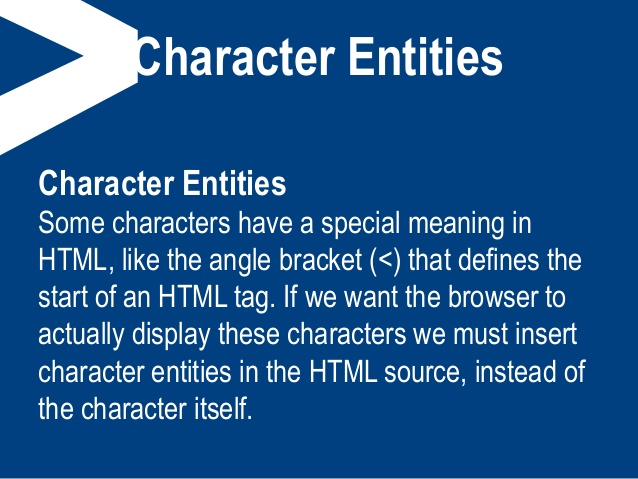 Character Entities
Character Entities
Some characters have a special meaning in
HTML, like the angle bracket (<) that defines the
start of an HTML tag. If we want the browser to
actually display these characters we must insert
character entities in the HTML source, instead of
the character itself.